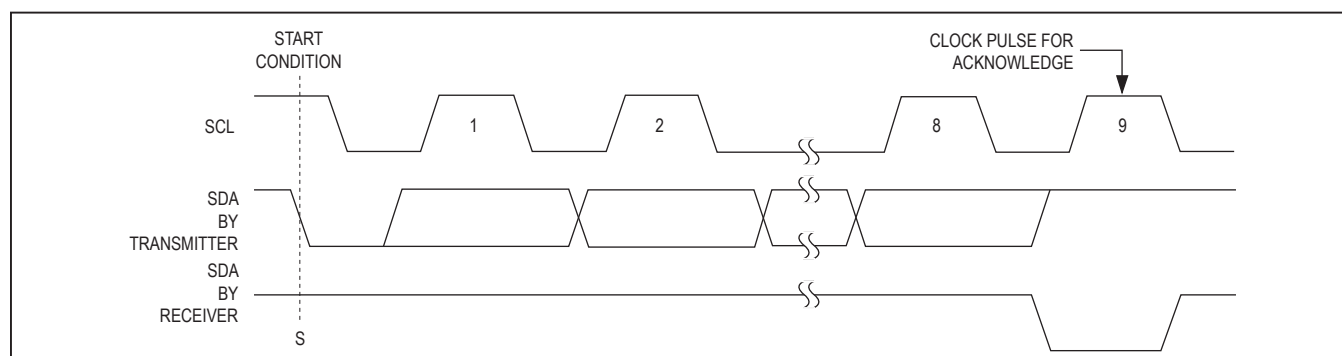 START
CONDITION
CLOCK PULSE FOR
ACKNOWLEDGE
SCL
1
2
8
9
SDA
BY
TRANSMITTER
SDA
BY
RECEIVER
S